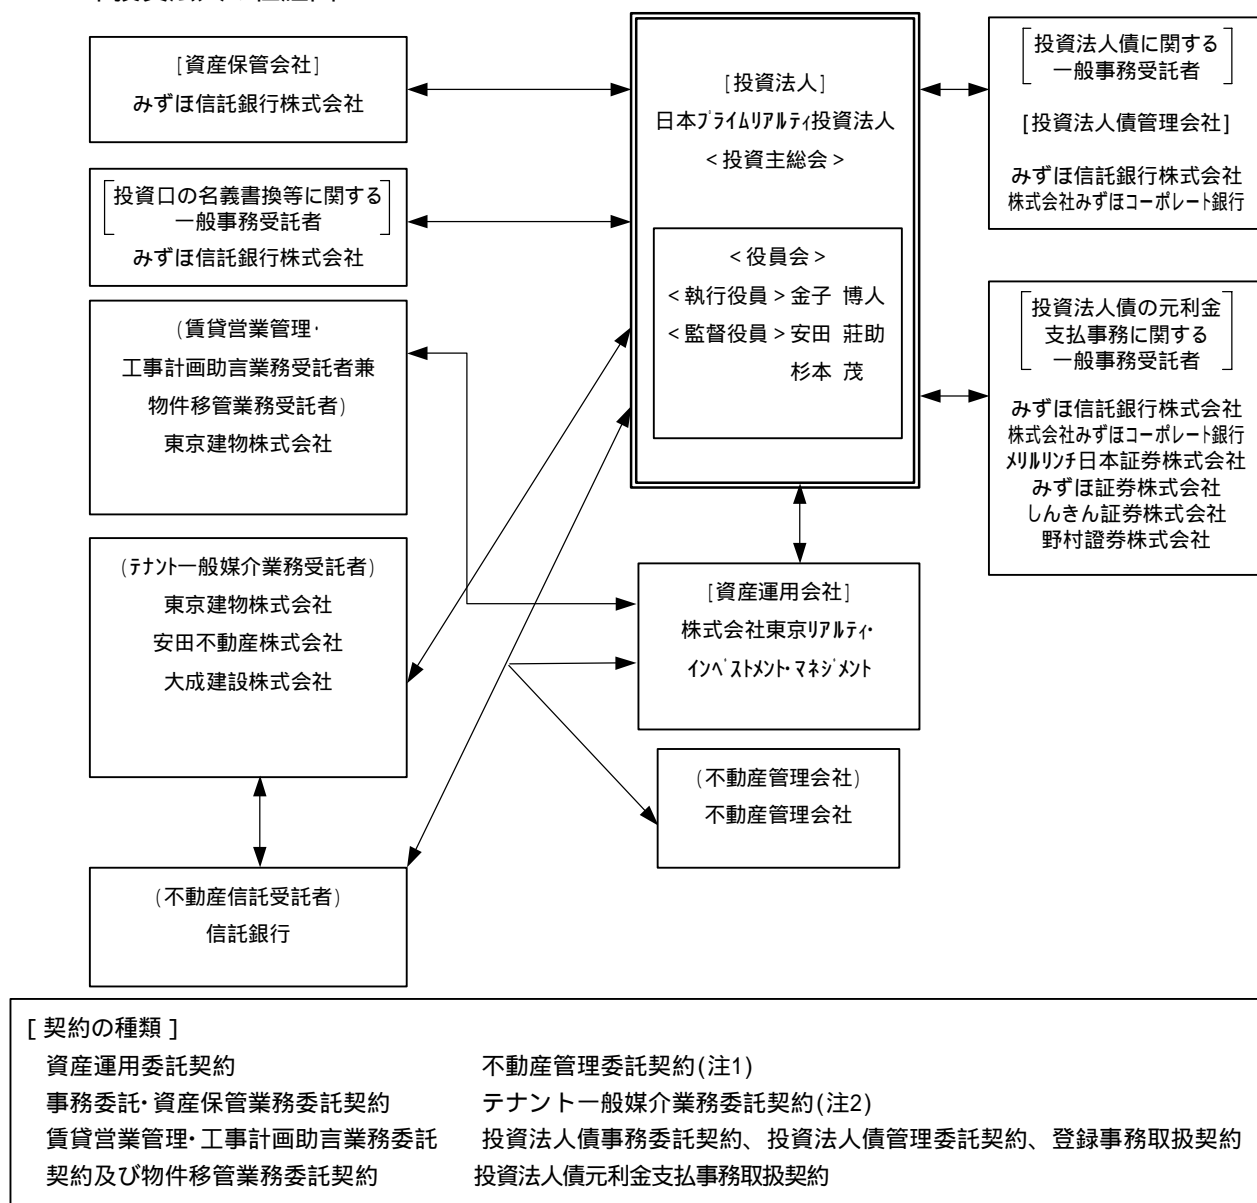 [資産保管会社]
みずほ信託銀行株式会社
投資口の名義書換等に関する
一般事務受託者
みずほ信託銀行株式会社
(賃貸営業管理・
工事計画助言業務受託者兼
物件移管業務受託者)
東京建物株式会社
(テナント一般媒介業務受託者)
東京建物株式会社
安田不動産株式会社
大成建設株式会社
(不動産信託受託者)
信託銀行
[投資法人]
日本プライムリアルティ投資法人
<投資主総会>
<役員会>
<執行役員>金子 博人
<監督役員>安田 莊助
杉本 茂
[資産運用会社]
株式会社東京リアルティ・
インベストメント・マネジメント
(不動産管理会社)
不動産管理会社
投資法人債に関する
一般事務受託者
[投資法人債管理会社]
みずほ信託銀行株式会社
株式会社みずほコーポレート銀行
投資法人債の元利金
支払事務に関する
一般事務受託者
みずほ信託銀行株式会社
株式会社みずほコーポレート銀行
メリルリンチ日本証券株式会社
みずほ証券株式会社
しんきん証券株式会社
野村證券株式会社
[契約の種類]
資産運用委託契約
事務委託・資産保管業務委託契約
賃貸営業管理・工事計画助言業務委託
契約及び物件移管業務委託契約
不動産管理委託契約(注1)
テナント一般媒介業務委託契約(注2)
投資法人債事務委託契約、投資法人債管理委託契約、登録事務取扱契約
投資法人債元利金支払事務取扱契約